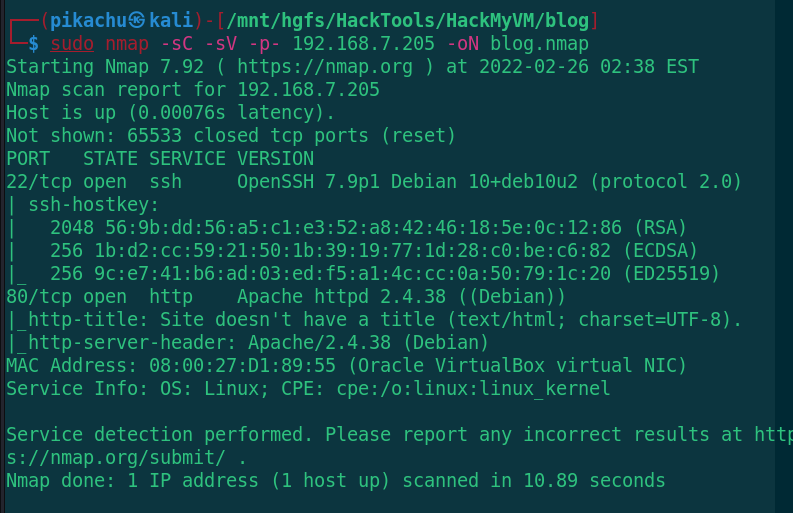 ┌──(pikachu㉿kali)-[/mnt/hgfs/HackTools/HackMyVM/blog]
└─$ sudo nmap -sC -sV -p- 192.168.7.205 -oN blog.nmap
Starting Nmap 7.92 ( https://nmap.org ) at 2022-02-26 02:38 EST
Nmap scan report for 192.168.7.205
Host is up (0.00076s latency).
Not shown: 65533 closed tcp ports (reset)
PORT   STATE SERVICE VERSION
22/tcp open  ssh     OpenSSH 7.9p1 Debian 10+deb10u2 (protocol 2.0)
| ssh-hostkey:
|   2048 56:9b:dd:56:a5:c1:e3:52:a8:42:46:18:5e:0c:12:86 (RSA)
|   256 1b:d2:cc:59:21:50:1b:39:19:77:1d:28:c0:be:c6:82 (ECDSA)
|_  256 9c:e7:41:b6:ad:03:ed:f5:a1:4c:cc:0a:50:79:1c:20 (ED25519)
80/tcp open  http    Apache httpd 2.4.38 ((Debian))
|_http-title: Site doesn't have a title (text/html; charset=UTF-8).
|_http-server-header: Apache/2.4.38 (Debian)
MAC Address: 08:00:27:D1:89:55 (Oracle VirtualBox virtual NIC)
Service Info: OS: Linux; CPE: cpe:/o:linux:linux_kernel

Service detection performed. Please report any incorrect results at http
s://nmap.org/submit/ .
Nmap done: 1 IP address (1 host up) scanned in 10.89 seconds